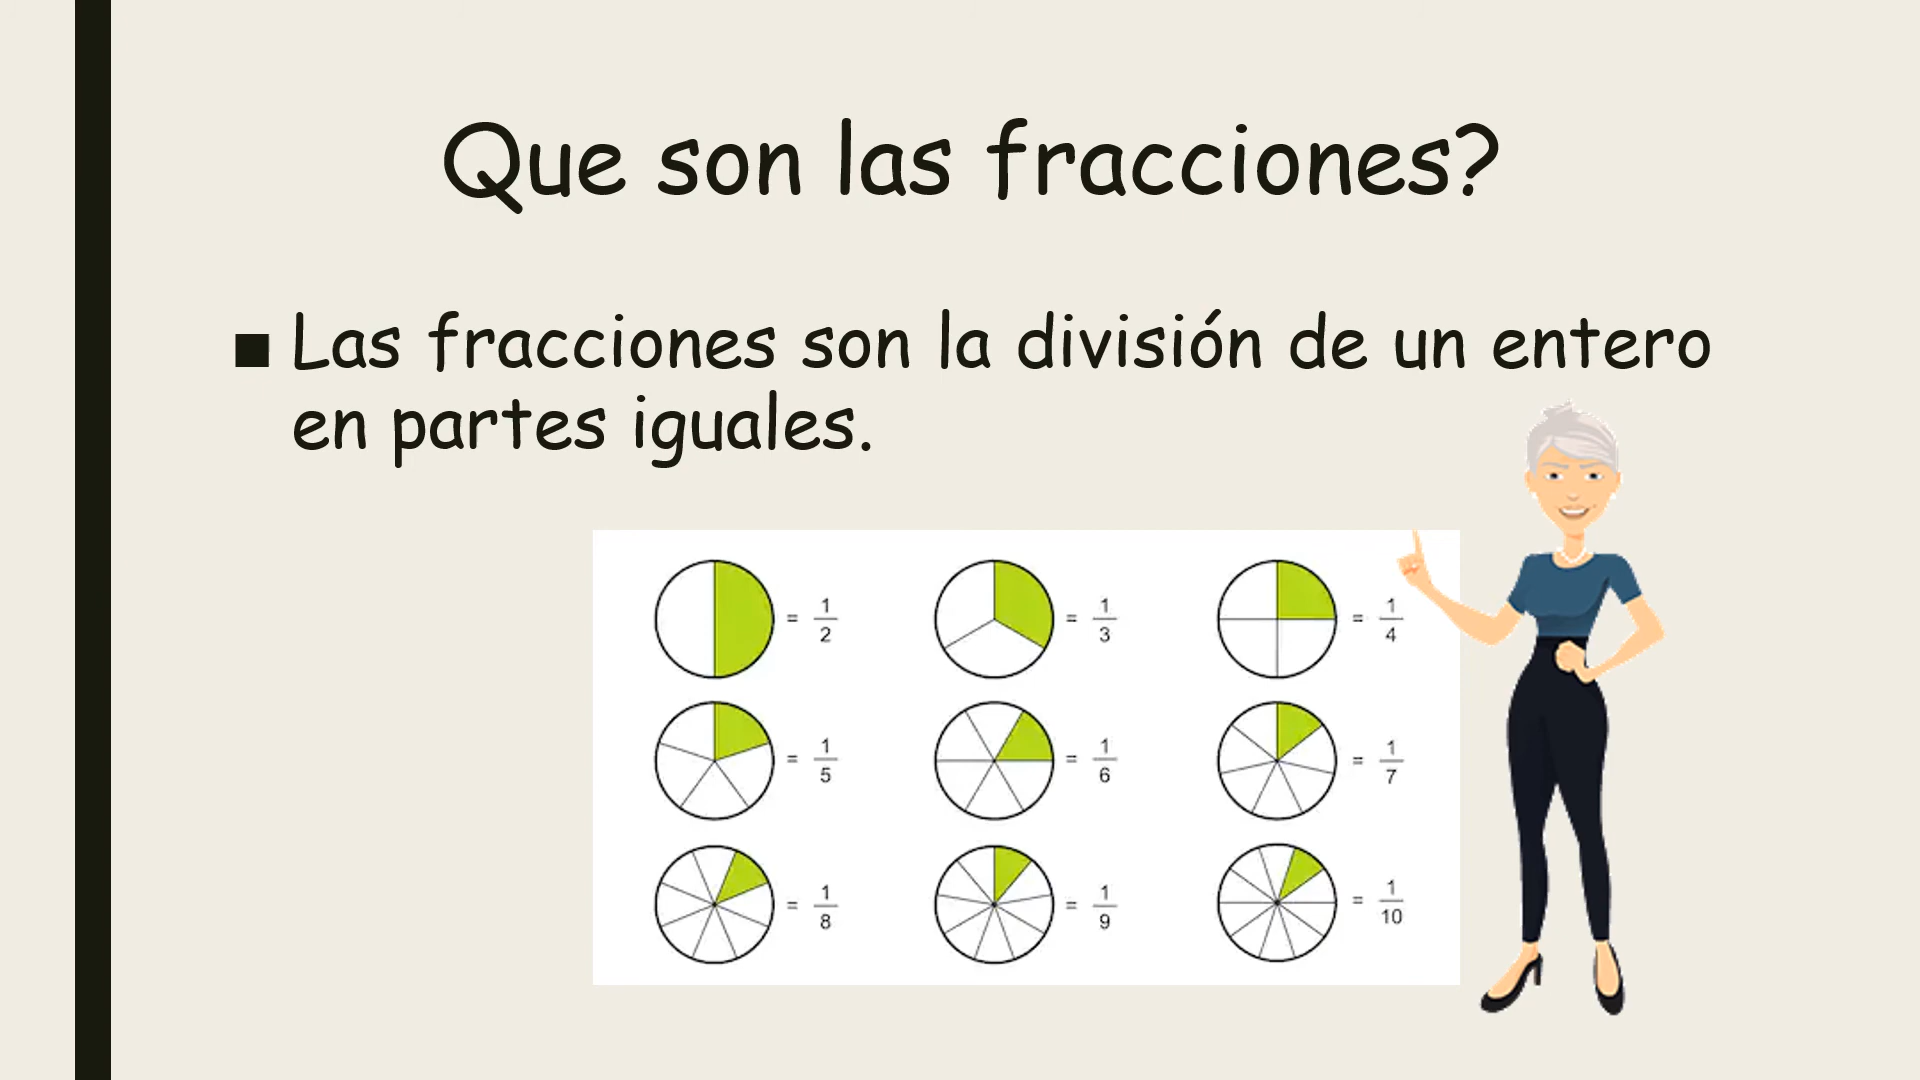 Que son las fracciones?
■ Las fracciones son la división de un entero
en partes iguales.
= 1/2 = 1/3 = 1/4
= 1/5 = 1/6 = 1/7
= 1/8 = 1/9 = 1/10